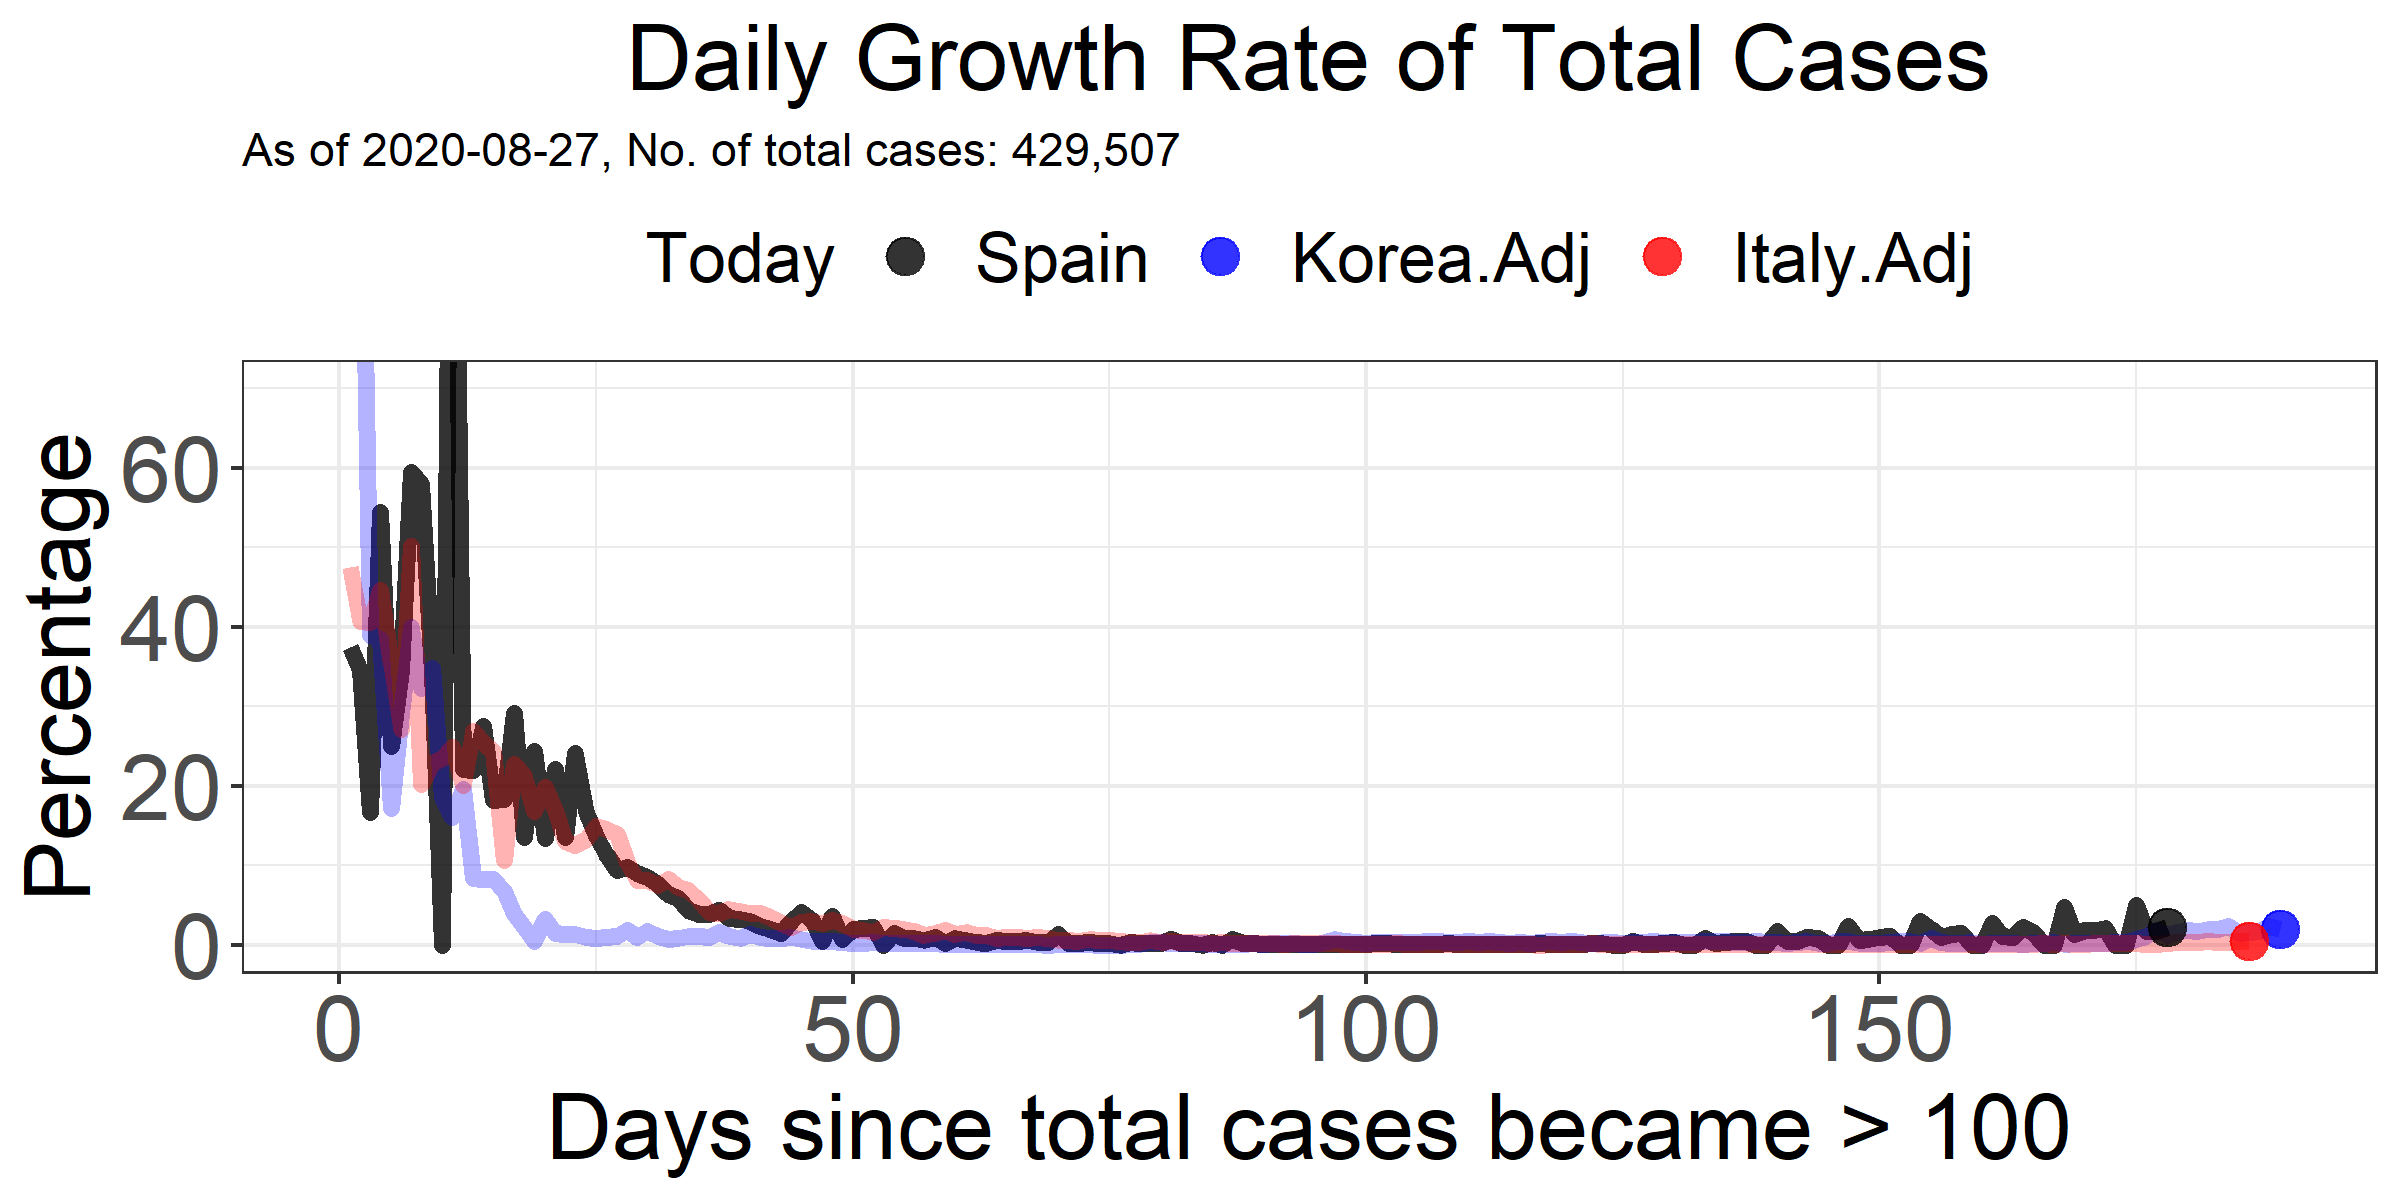 Daily Growth Rate of Total Cases
As of 2020-08-27, No. of total cases: 429,507
Today Spain Korea.Adj Italy.Adj
Percentage
60
40
20
0
0 50 100 150
Days since total cases became > 100